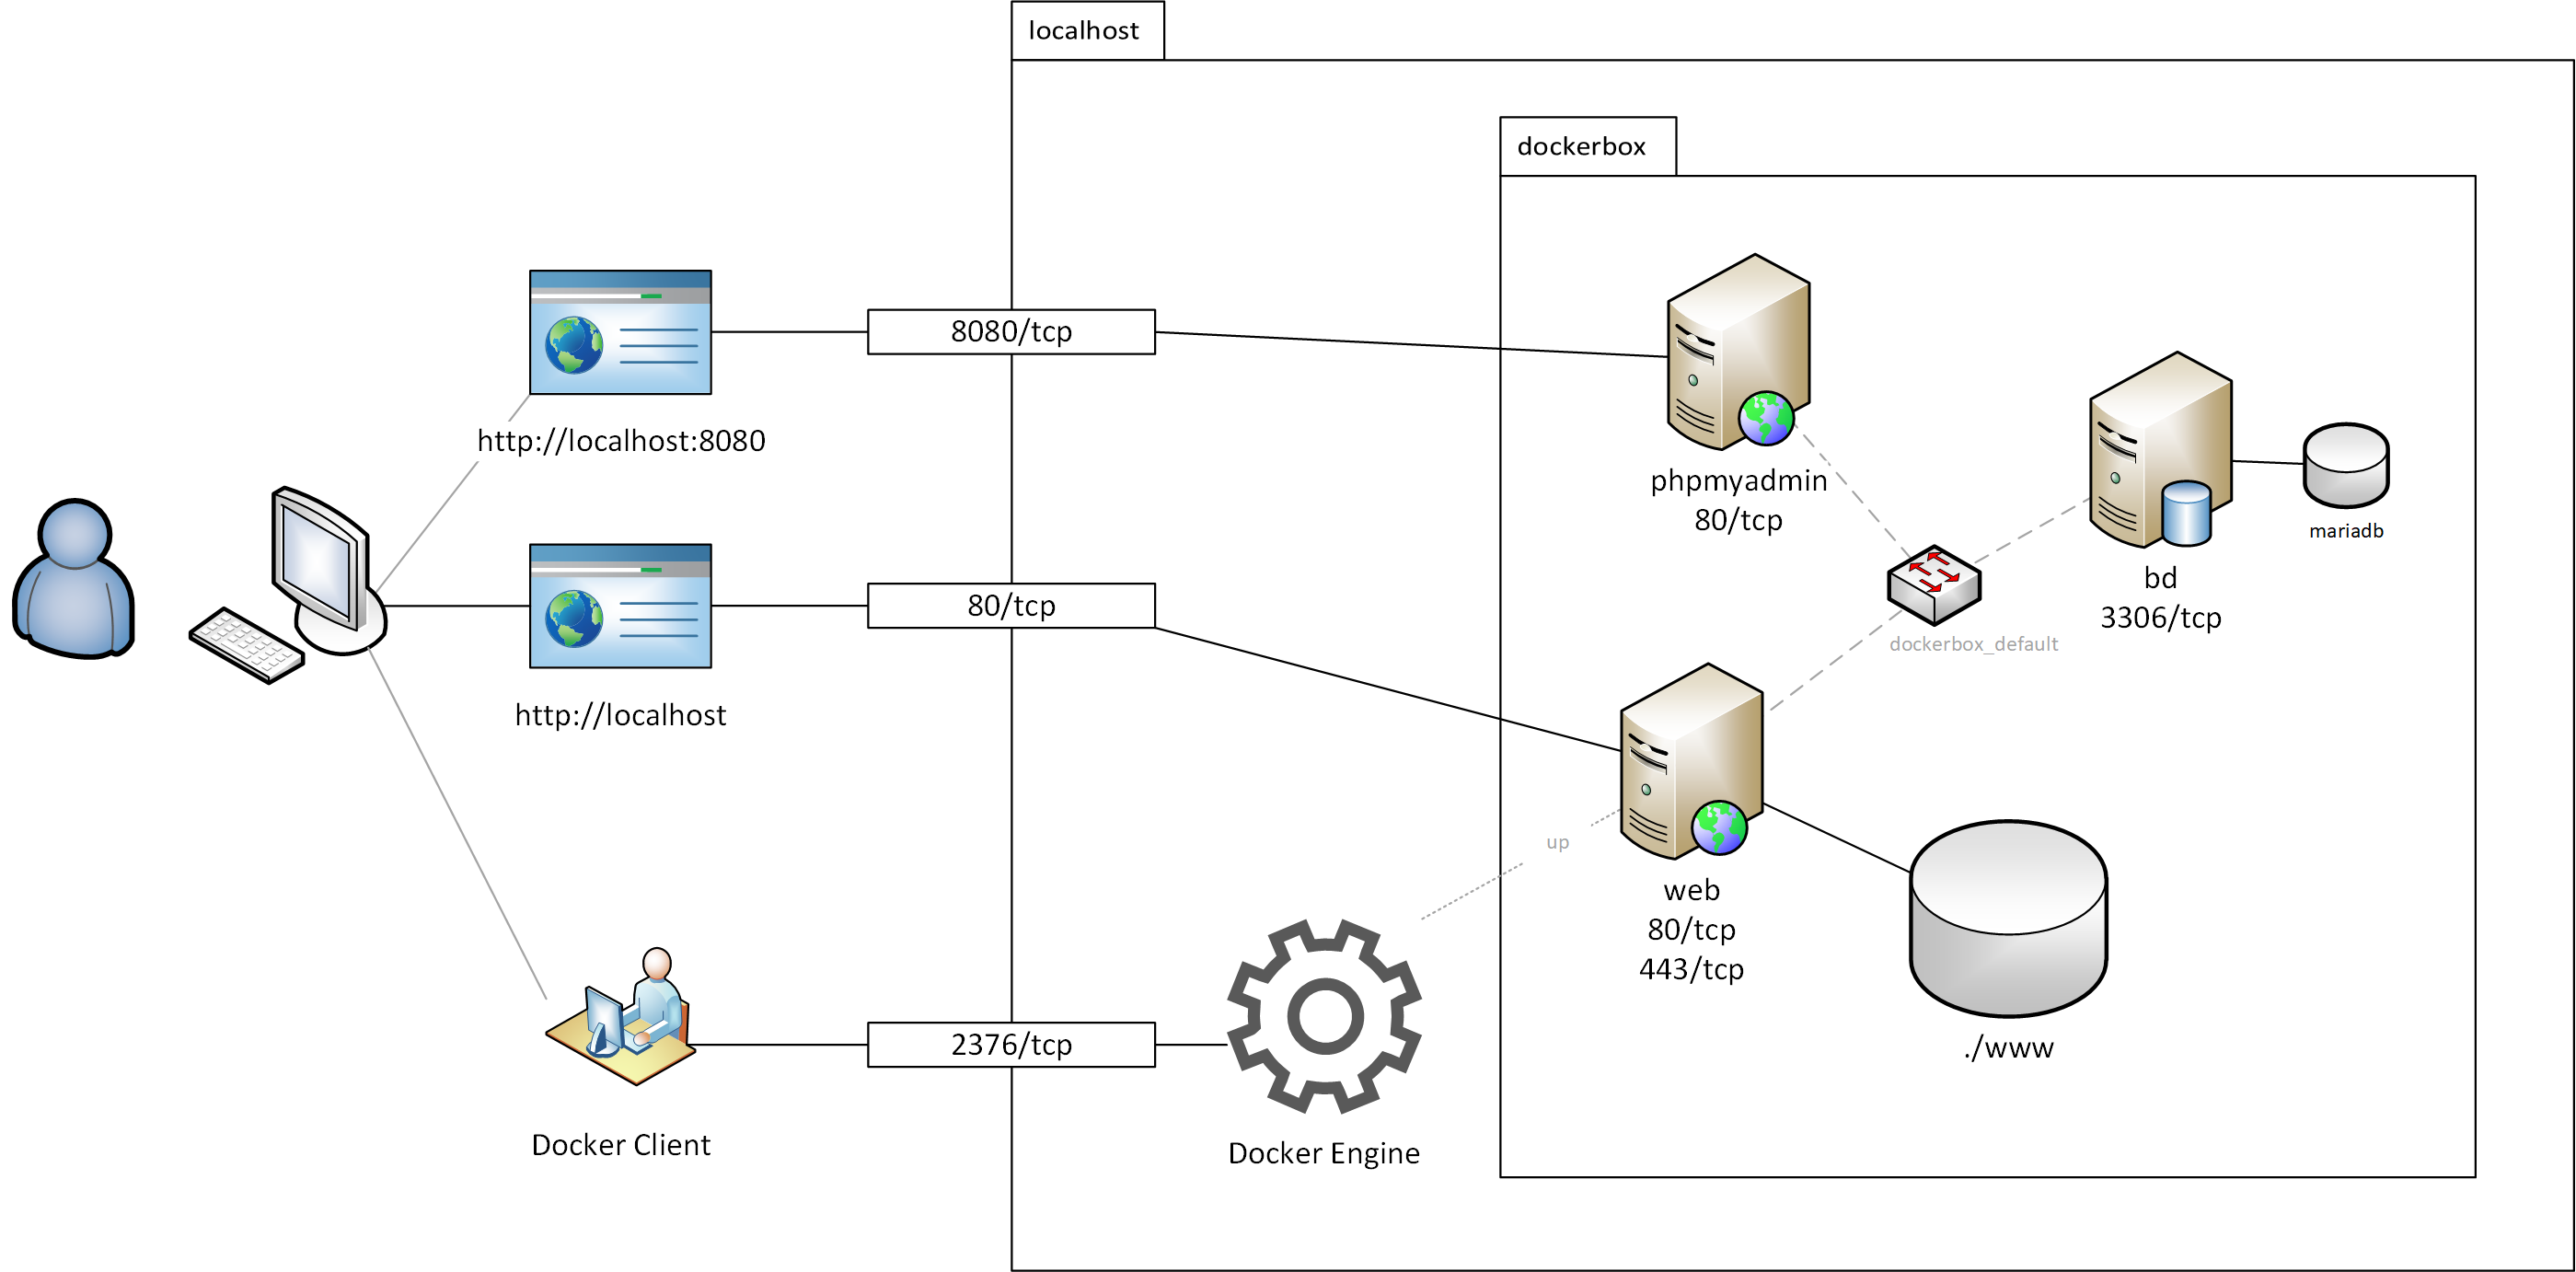 localhost
dockerbox
8080/tcp
http://localhost:8080
phpmyadmin
80/tcp
mariadb
bd
3306/tcp
80/tcp
dockerbox_default
http://localhost
up
web
80/tcp
443/tcp
2376/tcp
./www
Docker Client
Docker Engine